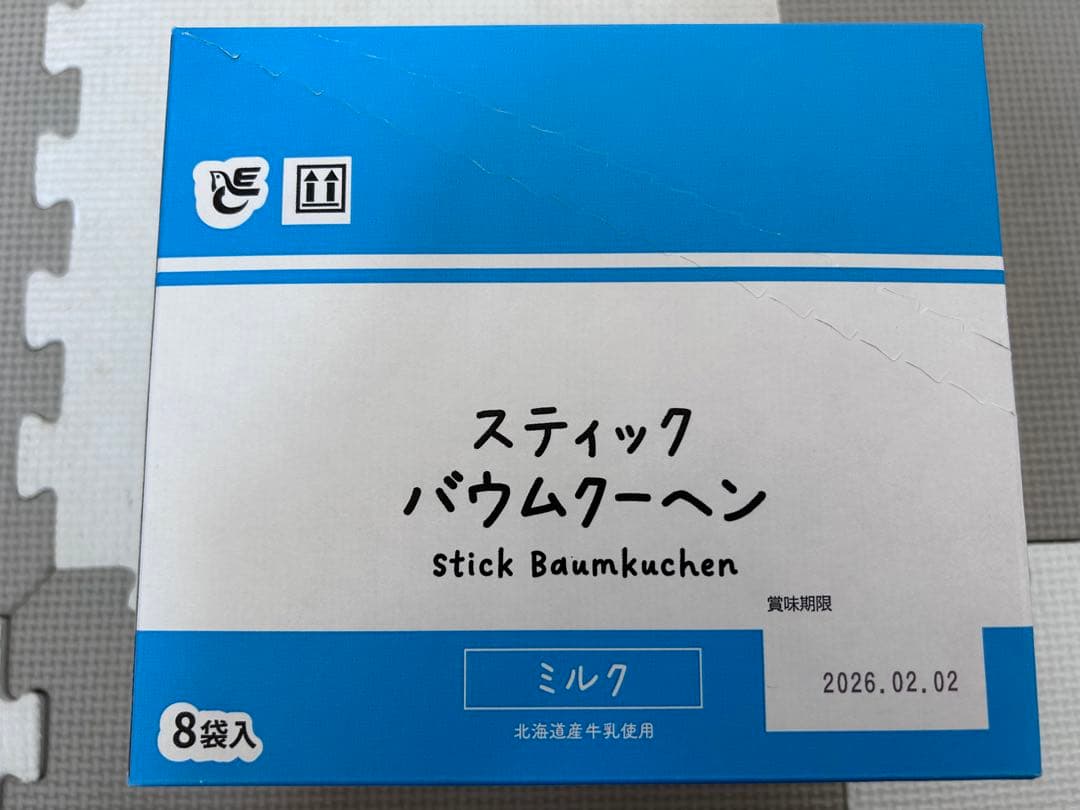 スティック
バウムクーヘン
Stick Baumkuchen
賞味期限
2026.02.02
ミルク
北海道産牛乳使用
8袋入